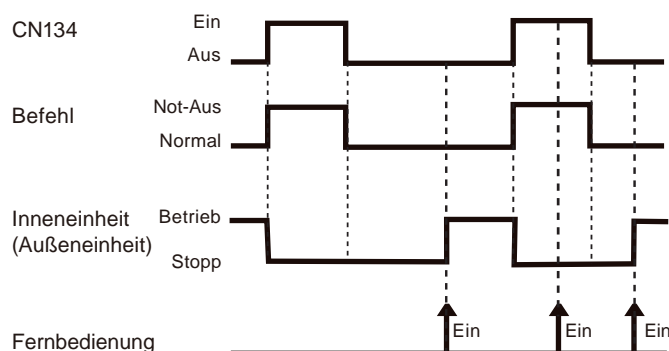 CN134
Ein
Aus
Befehl
Not-Aus
Normal
Inneneinheit
(Außeneinheit)
Betrieb
Stopp
Fernbedienung
Ein
Ein
Ein